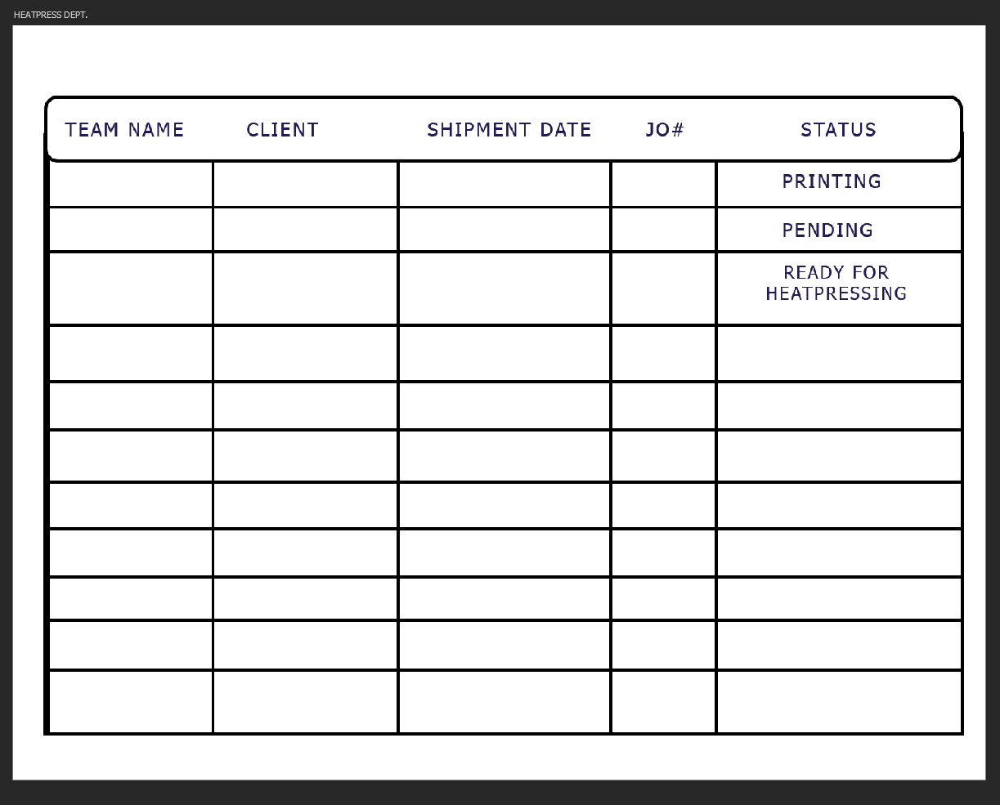 HEATPRESS DEPT.
TEAM NAME CLIENT SHIPMENT DATE JO# STATUS
PRINTING
PENDING
READY FOR
HEATPRESSING